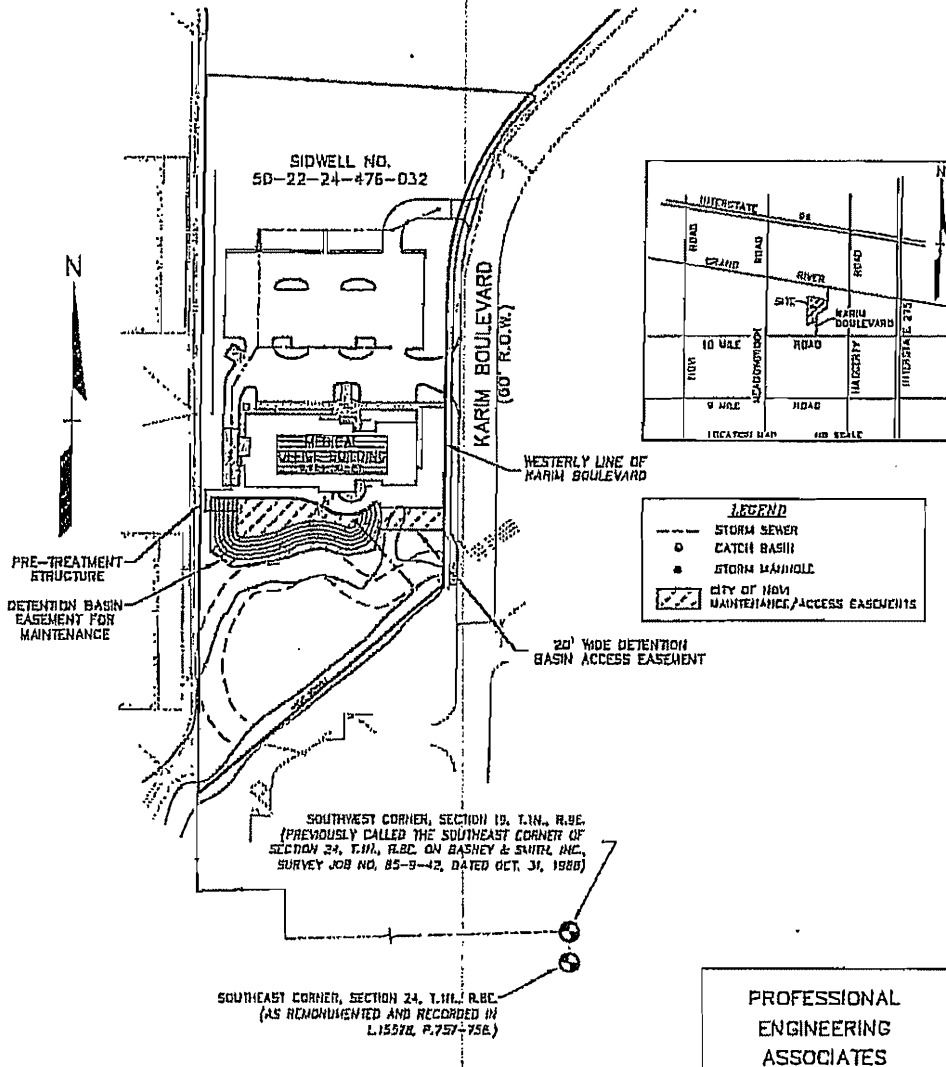 SIDWELL NO.
50-22-24-476-032
N
KARIM BOULEVARD
(60' R.O.W.)
MEDICAL
OFFICE BUILDING
WESTERLY LINE OF
KARIM BOULEVARD
PRE-TREATMENT
STRUCTURE
DETENTION BASIN
EASEMENT FOR
MAINTENANCE
20' WIDE DETENTION
BASIN ACCESS EASEMENT
N
INTERSTATE 96
ROAD
ROAD
ROAD
GRAND RIVER
SITE
KARIM
BOULEVARD
10 MILE ROAD
NOVI
MEADOWBROOK
HAGGERTY
INTERSTATE 275
9 MILE ROAD
LOCATION MAP NO SCALE
LEGEND
STORM SEWER
CATCH BASIN
STORM MANHOLE
CITY OF NOVI
MAINTENANCE/ACCESS EASEMENTS
SOUTHWEST CORNER, SECTION 19, T.1N., R.8E.
(PREVIOUSLY CALLED THE SOUTHEAST CORNER OF
SECTION 24, T.1N., R.8E. ON BASNEY & SMITH, INC.,
SURVEY JOB NO. 85-9-42, DATED OCT. 31, 1988)
SOUTHEAST CORNER, SECTION 24, T.1N., R.8E.
(AS REMONUMENTED AND RECORDED IN
L.15578, P.757-758.)
PROFESSIONAL
ENGINEERING
ASSOCIATES